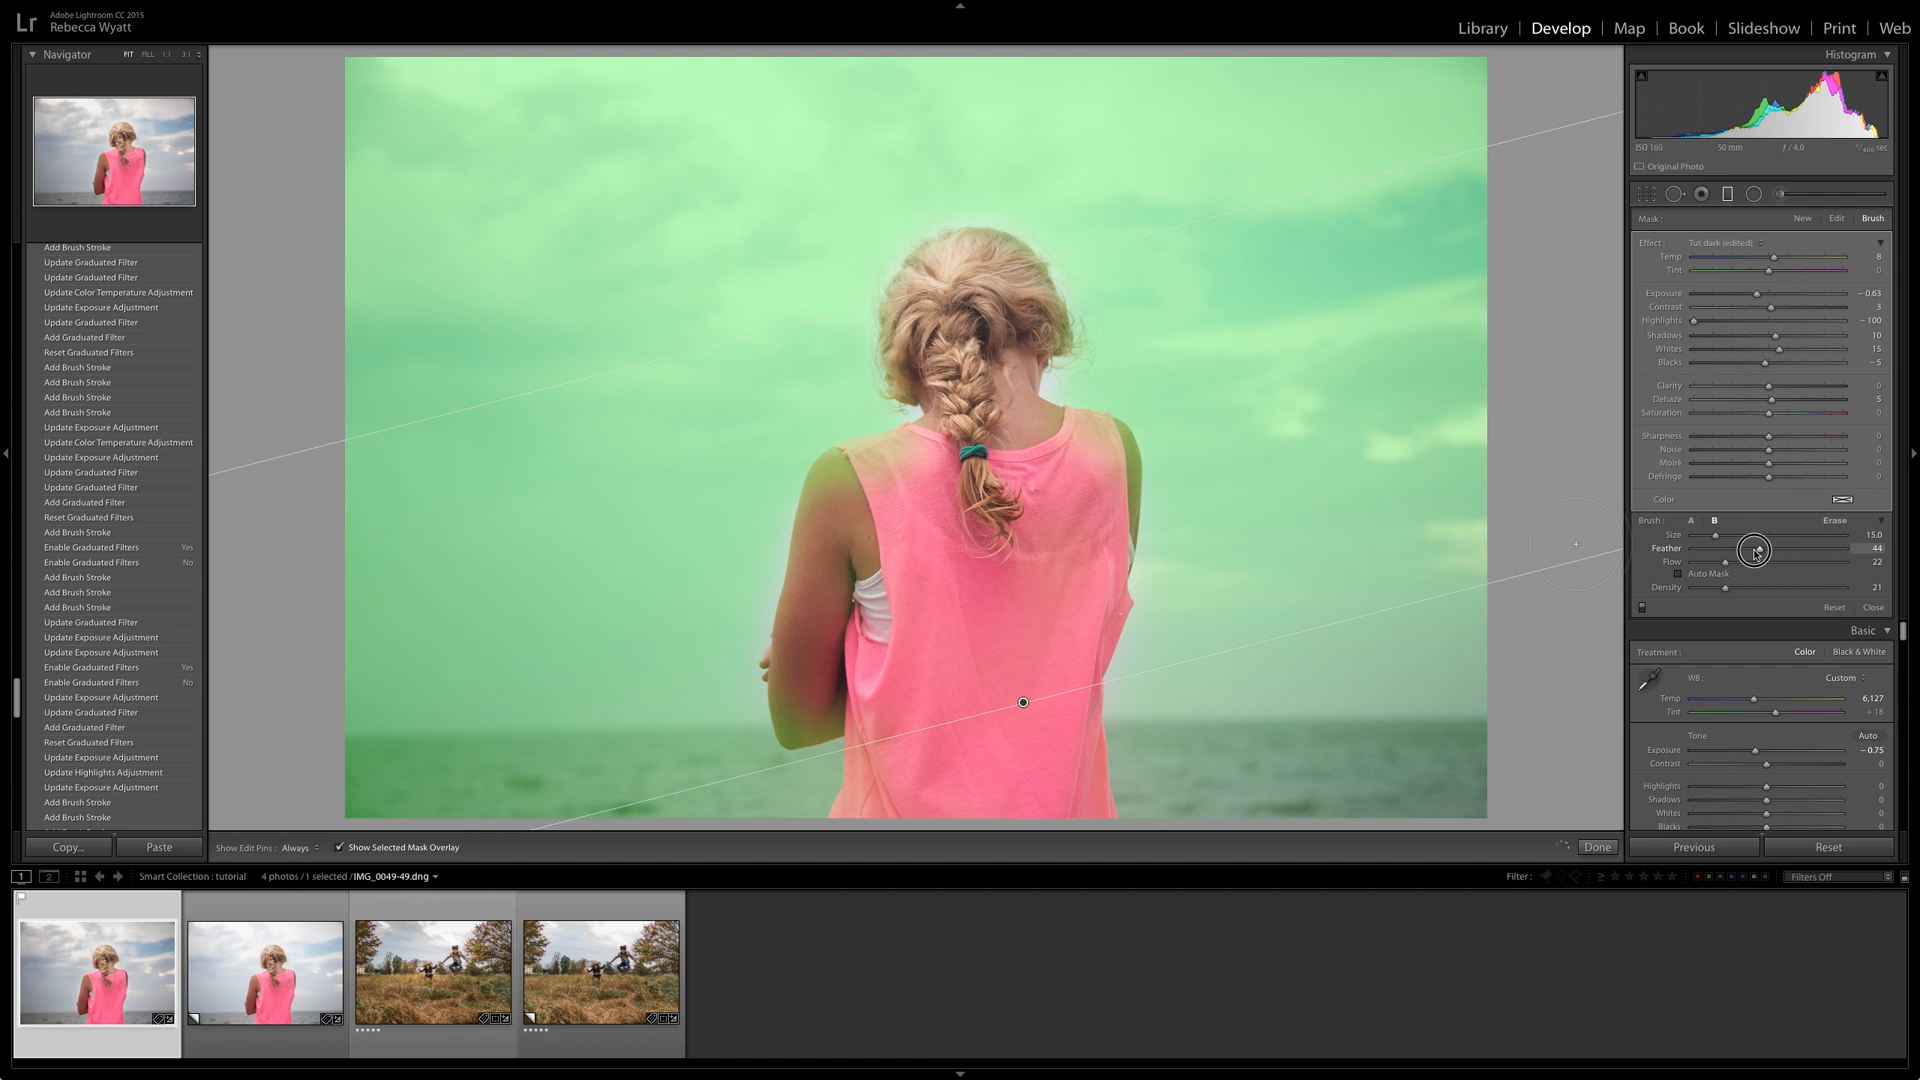 Lr Adobe Lightroom CC 2015
Rebecca Wyatt
Library Develop Map Book Slideshow Print Web
Navigator FIT FILL 1:1 3:1
Add Brush Stroke
Update Graduated Filter
Update Graduated Filter
Update Color Temperature Adjustment
Update Exposure Adjustment
Update Graduated Filter
Add Graduated Filter
Reset Graduated Filters
Add Brush Stroke
Add Brush Stroke
Add Brush Stroke
Add Brush Stroke
Update Exposure Adjustment
Update Color Temperature Adjustment
Update Exposure Adjustment
Update Graduated Filter
Update Graduated Filter
Add Graduated Filter
Reset Graduated Filters
Add Brush Stroke
Enable Graduated Filters Yes
Enable Graduated Filters No
Add Brush Stroke
Add Brush Stroke
Add Brush Stroke
Update Graduated Filter
Update Exposure Adjustment
Update Exposure Adjustment
Enable Graduated Filters Yes
Enable Graduated Filters No
Update Exposure Adjustment
Update Graduated Filter
Add Graduated Filter
Reset Graduated Filters
Update Exposure Adjustment
Update Highlights Adjustment
Update Exposure Adjustment
Add Brush Stroke
Add Brush Stroke
Copy... Paste
Histogram
ISO 160 50 mm ƒ / 4.0 1/400 sec
Original Photo
Mask : New Edit Brush
Effect : Tut dark (edited)
Temp 8
Tint 0
Exposure − 0.63
Contrast 3
Highlights − 100
Shadows 10
Whites 15
Blacks − 5
Clarity 0
Dehaze 5
Saturation 0
Sharpness 0
Noise 0
Moiré 0
Defringe 0
Color
Brush : A B Erase
Size 15.0
Feather 44
Flow 22
Auto Mask
Density 21
Reset Close
Basic
Treatment : Color Black & White
WB : Custom
Temp 6,127
Tint + 18
Tone Auto
Exposure − 0.75
Contrast 0
Highlights 0
Shadows 0
Whites 0
Blacks 0
Previous Reset
Show Edit Pins : Always Show Selected Mask Overlay Done
1 2 Smart Collection : tutorial 4 photos / 1 selected / IMG_0049-49.dng Filter : Filters Off